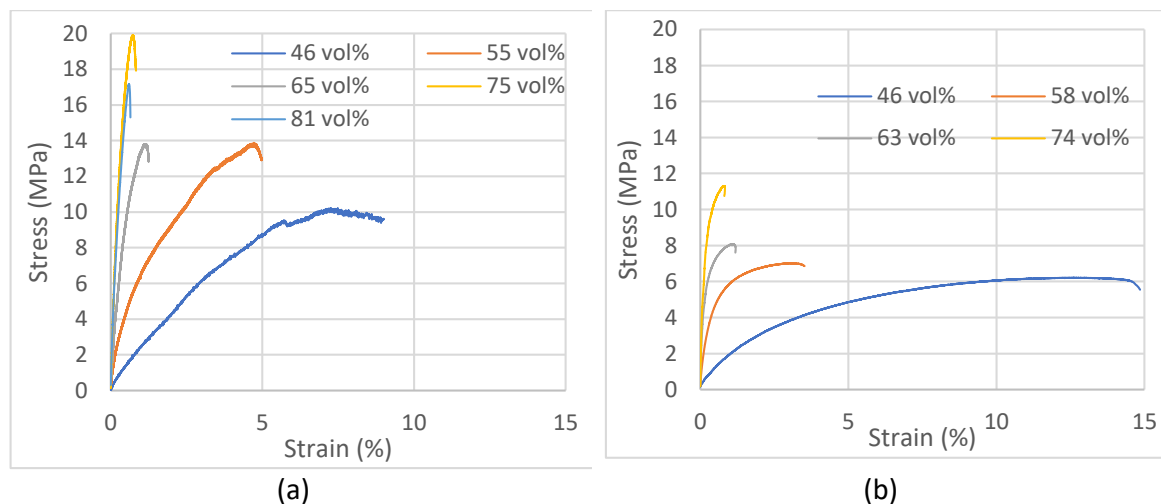 20
18
16
14
12
10
8
6
4
2
0
Stress (MPa)
46 vol% 55 vol%
65 vol% 75 vol%
81 vol%
0 5 10 15
Strain (%)
(a)
20
18
16
14
12
10
8
6
4
2
0
Stress (MPa)
46 vol% 58 vol%
63 vol% 74 vol%
0 5 10 15
Strain (%)
(b)